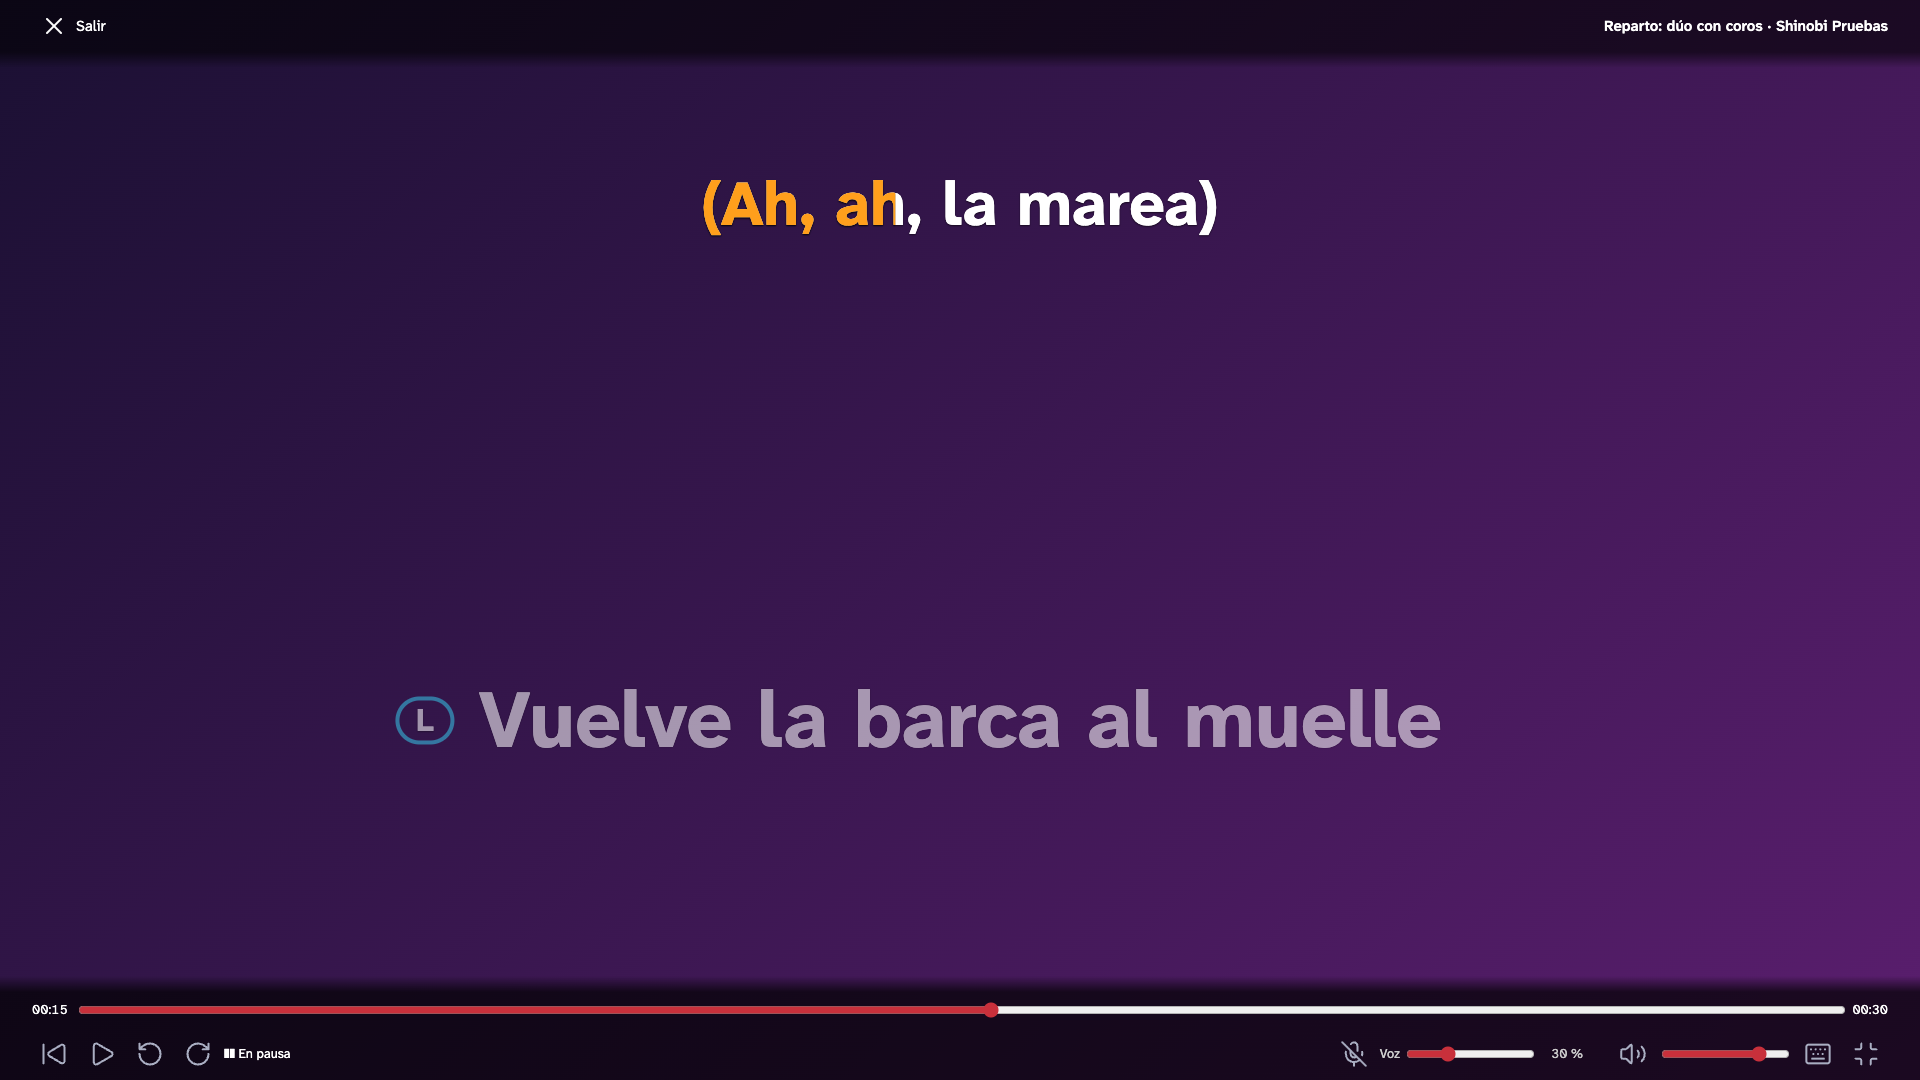 Salir
Reparto: dúo con coros · Shinobi Pruebas
(Ah, ah, la marea)
L Vuelve la barca al muelle
00:15 00:30
En pausa Voz 30 %